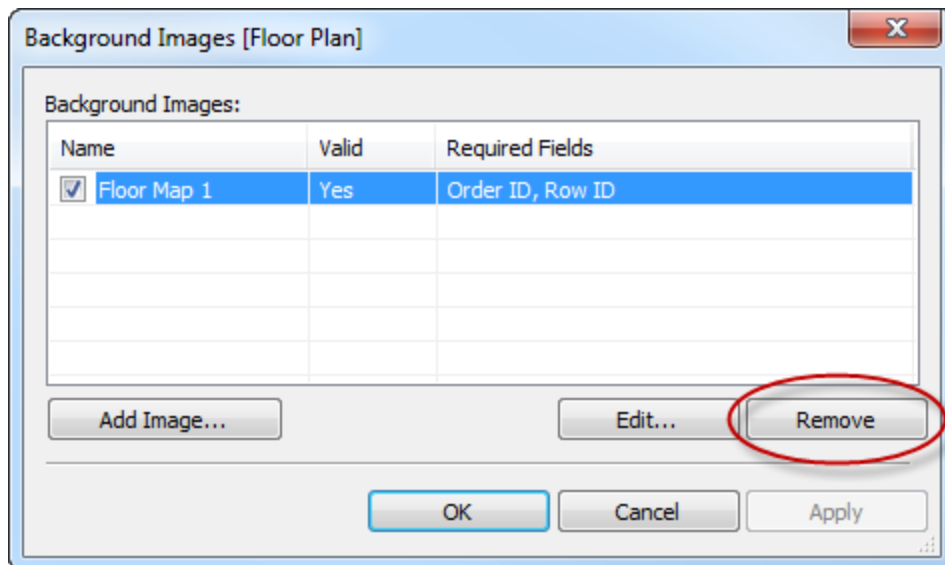 Background Images [Floor Plan]
Background Images:
Name Valid Required Fields
Floor Map 1 Yes Order ID, Row ID
Add Image... Edit... Remove
OK Cancel Apply